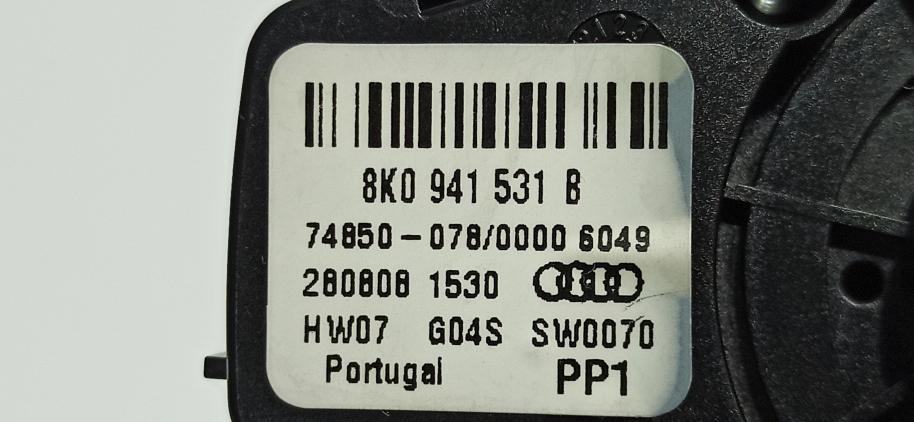 8K0 941 531 B
74850-078/0000 6049
280808 1530
HW07 G04S SW0070
Portugal PP1